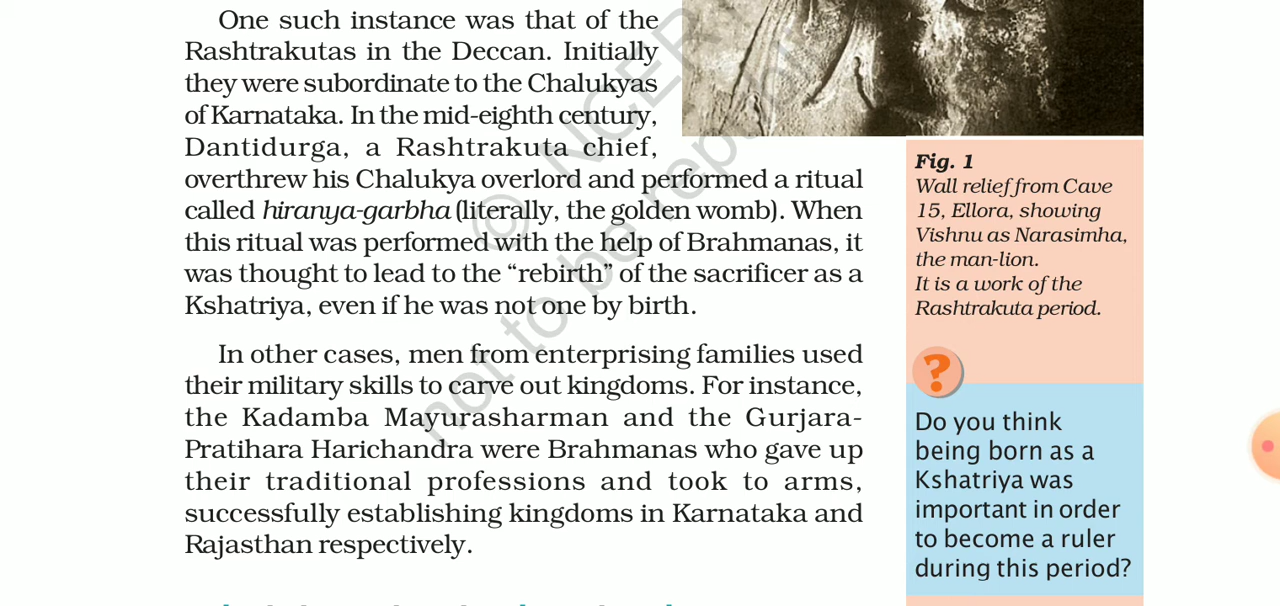 One such instance was that of the
Rashtrakutas in the Deccan. Initially
they were subordinate to the Chalukyas
of Karnataka. In the mid-eighth century,
Dantidurga, a Rashtrakuta chief,
overthrew his Chalukya overlord and performed a ritual
called hiranya-garbha (literally, the golden womb). When
this ritual was performed with the help of Brahmanas, it
was thought to lead to the “rebirth” of the sacrificer as a
Kshatriya, even if he was not one by birth.
In other cases, men from enterprising families used
their military skills to carve out kingdoms. For instance,
the Kadamba Mayurasharman and the Gurjara-
Pratihara Harichandra were Brahmanas who gave up
their traditional professions and took to arms,
successfully establishing kingdoms in Karnataka and
Rajasthan respectively.
Fig. 1
Wall relief from Cave
15, Ellora, showing
Vishnu as Narasimha,
the man-lion.
It is a work of the
Rashtrakuta period.
?
Do you think
being born as a
Kshatriya was
important in order
to become a ruler
during this period?
© NCERT
not to be